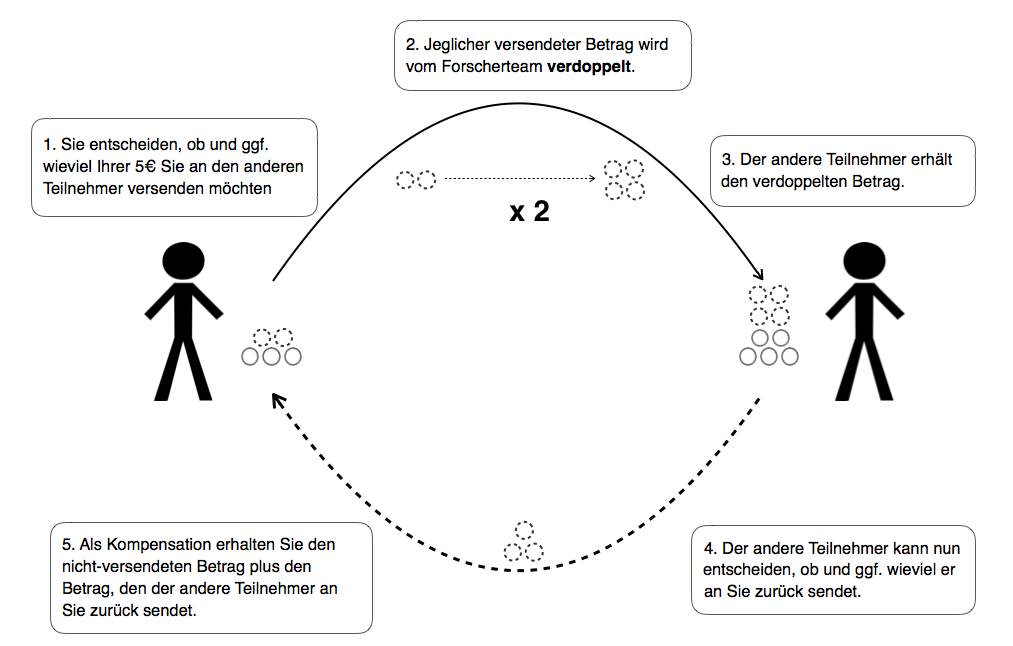 1. Sie entscheiden, ob und ggf.
wieviel Ihrer 5€ Sie an den anderen
Teilnehmer versenden möchten
2. Jeglicher versendeter Betrag wird
vom Forscherteam verdoppelt.
x 2
3. Der andere Teilnehmer erhält
den verdoppelten Betrag.
4. Der andere Teilnehmer kann nun
entscheiden, ob und ggf. wieviel er
an Sie zurück sendet.
5. Als Kompensation erhalten Sie den
nicht-versendeten Betrag plus den
Betrag, den der andere Teilnehmer an
Sie zurück sendet.